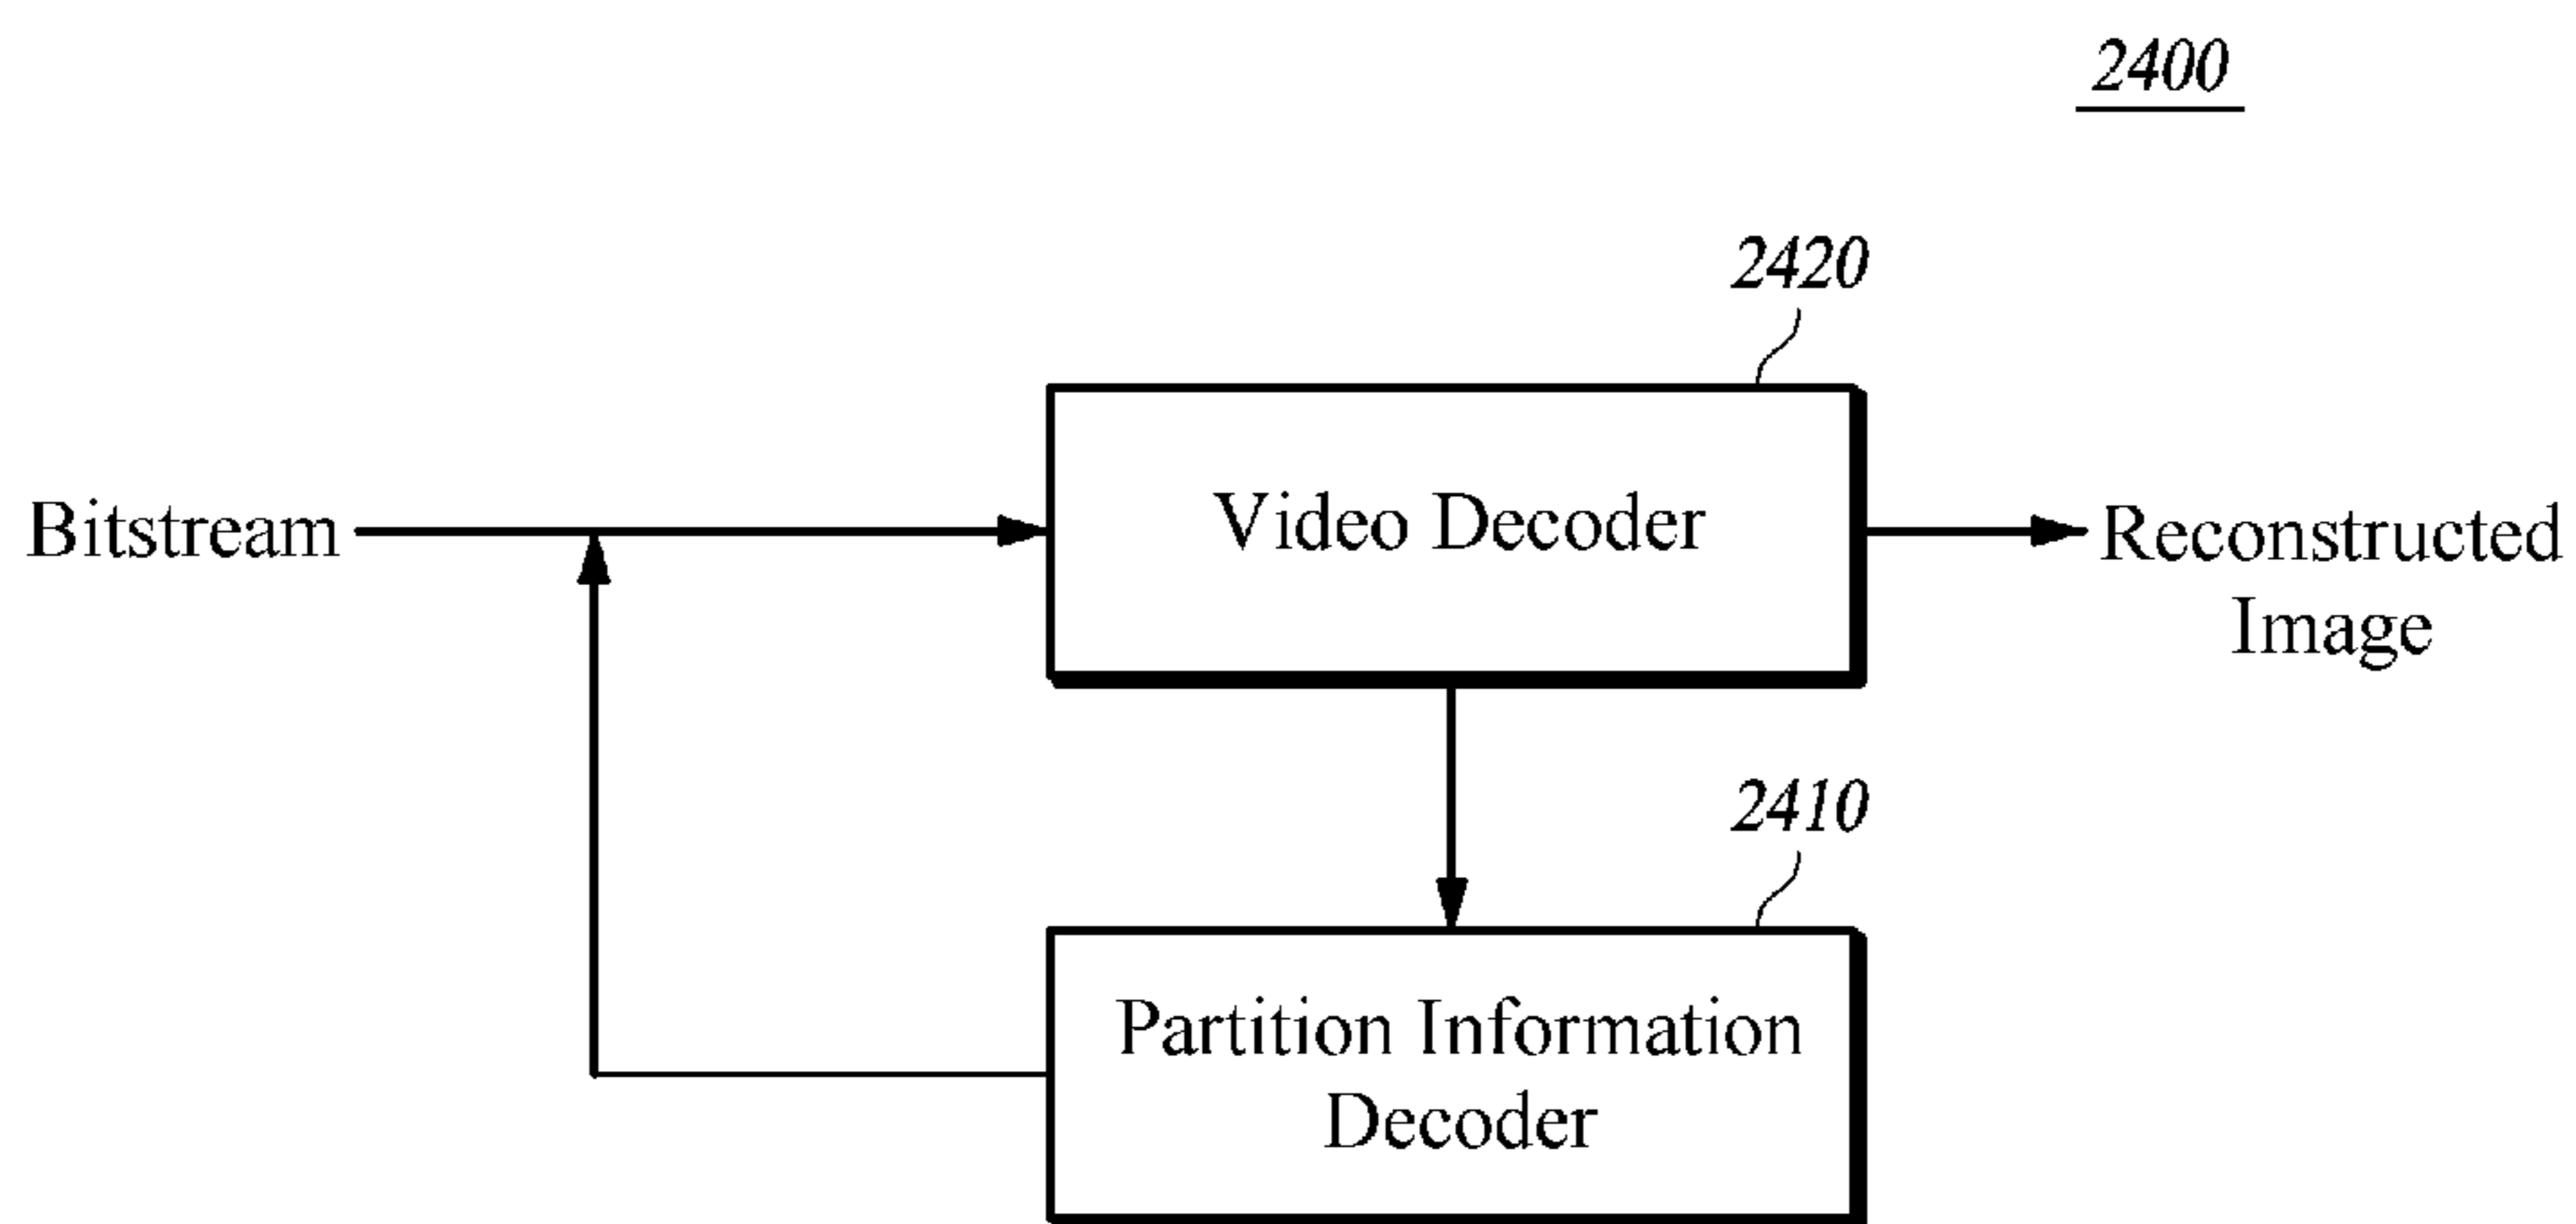 2400
2420
Bitstream
Video Decoder
Reconstructed
Image
2410
Partition Information
Decoder